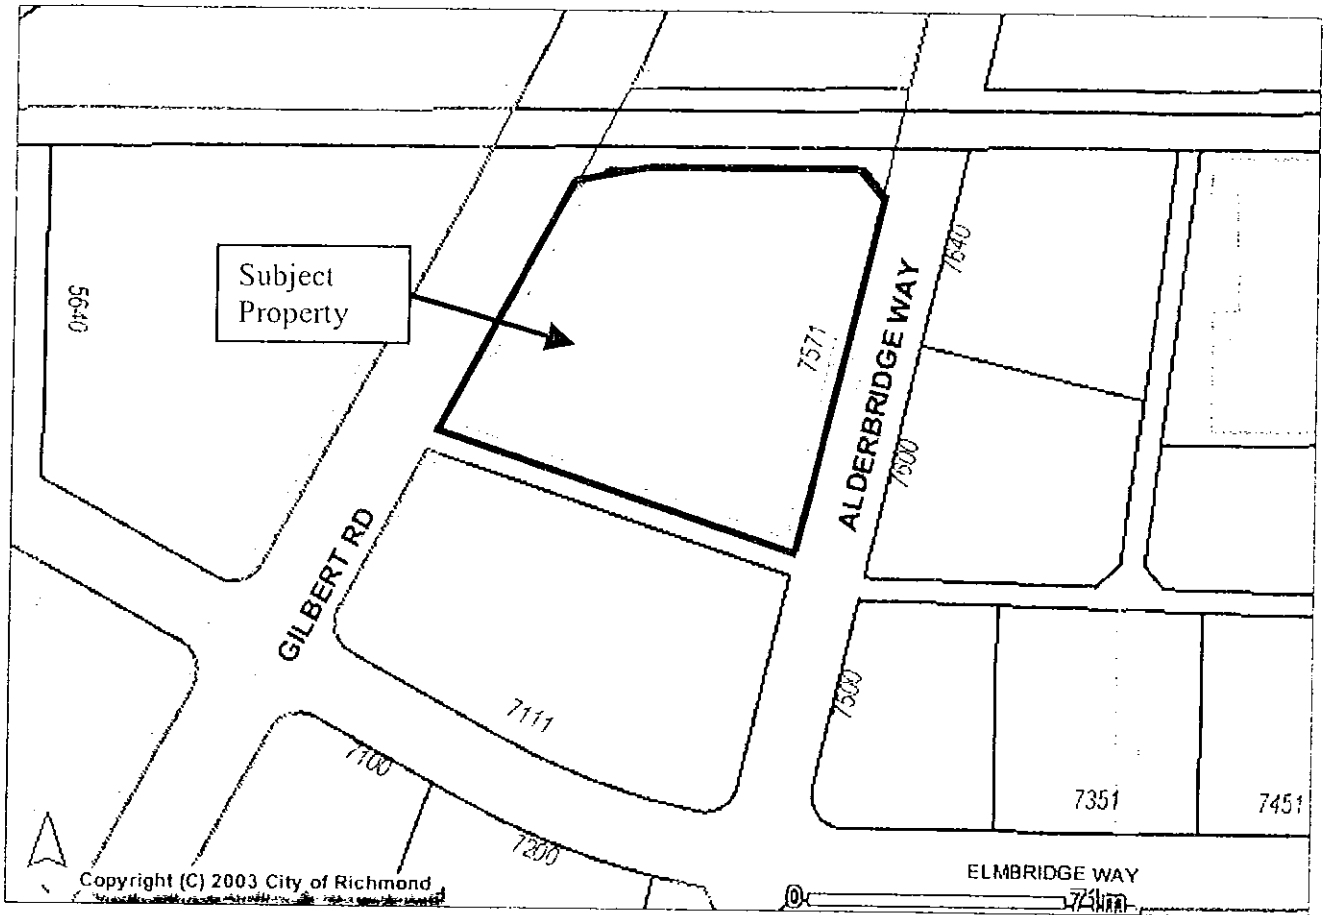 Subject
Property
5640
7571
7640
ALDERBRIDGE WAY
7600
GILBERT RD
7111
7500
7100
7351
7451
7200
ELMBRIDGE WAY
Copyright (C) 2003 City of Richmond
0